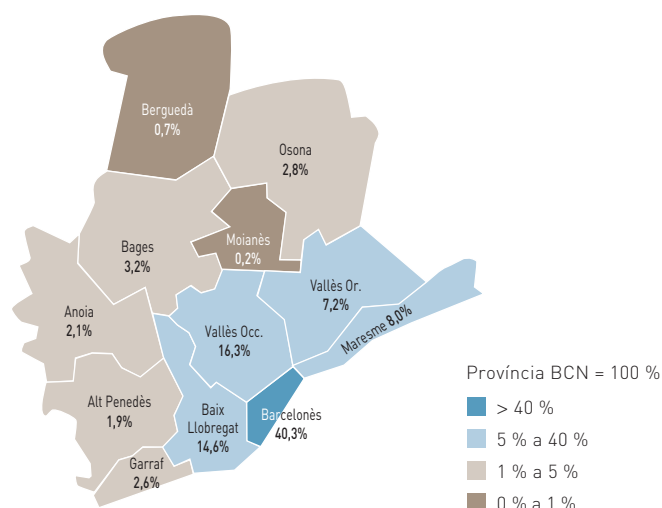 Berguedà
0,7%
Osona
2,8%
Moianès
0,2%
Bages
3,2%
Vallès Or.
7,2%
Anoia
2,1%
Vallès Occ.
16,3%
Maresme 8,0%
Alt Penedès
1,9%
Baix
Llobregat
14,6%
Barcelonès
40,3%
Garraf
2,6%
Província BCN = 100 %
> 40 %
5 % a 40 %
1 % a 5 %
0 % a 1 %